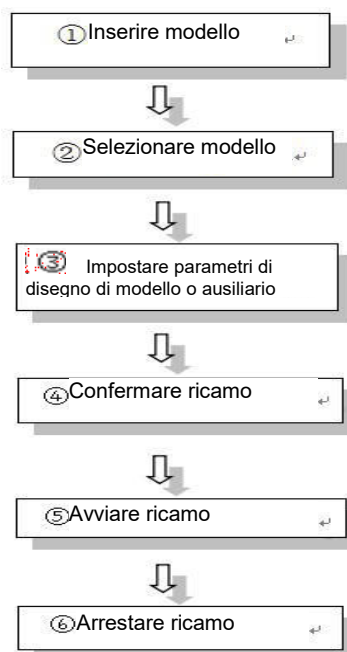 ①Inserire modello ↵
②Selezionare modello ↵
③ Impostare parametri di
disegno di modello o ausiliario
④Confermare ricamo ↵
⑤Avviare ricamo ↵
⑥Arrestare ricamo ↵